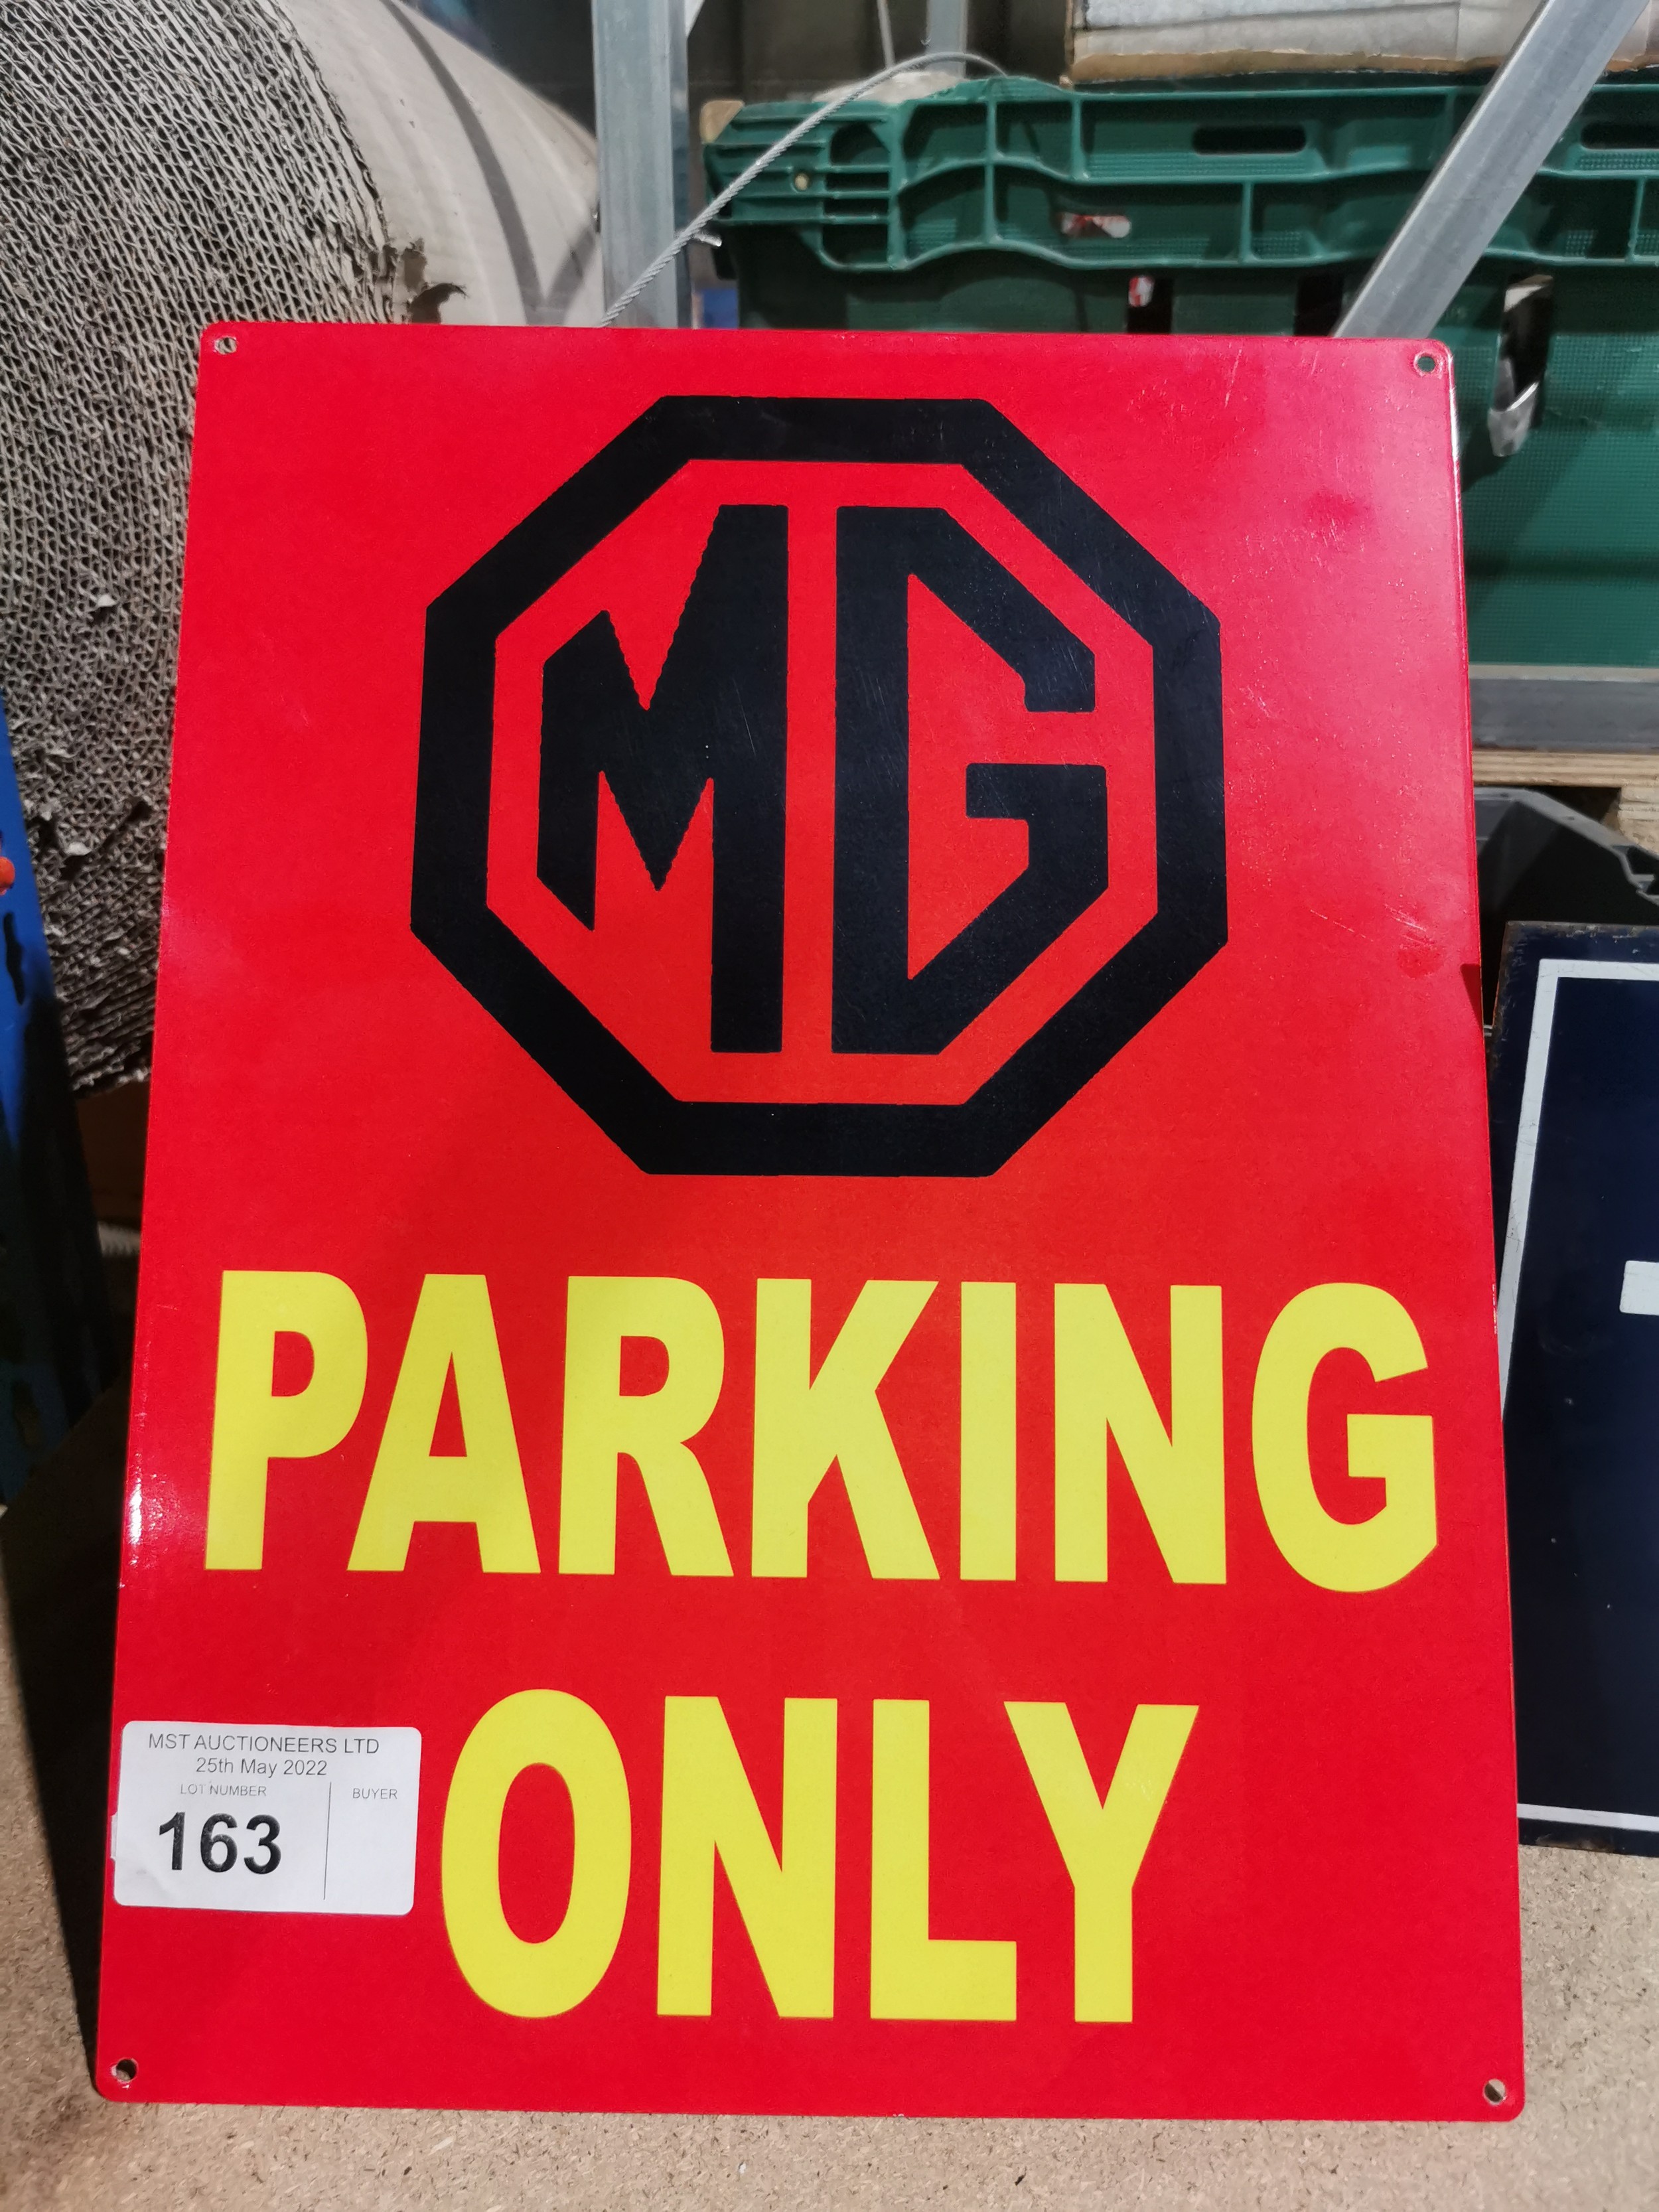 MG
PARKING
ONLY
MST AUCTIONEERS LTD
25th May 2022
LOT NUMBER BUYER
163